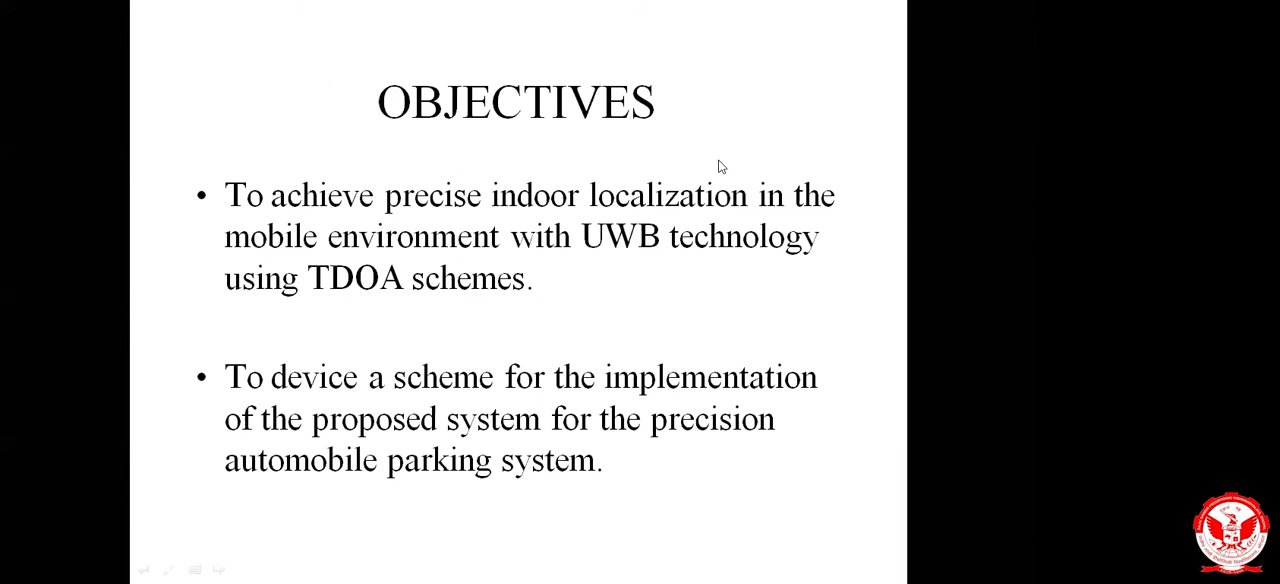 OBJECTIVES
• To achieve precise indoor localization in the
mobile environment with UWB technology
using TDOA schemes.
• To device a scheme for the implementation
of the proposed system for the precision
automobile parking system.